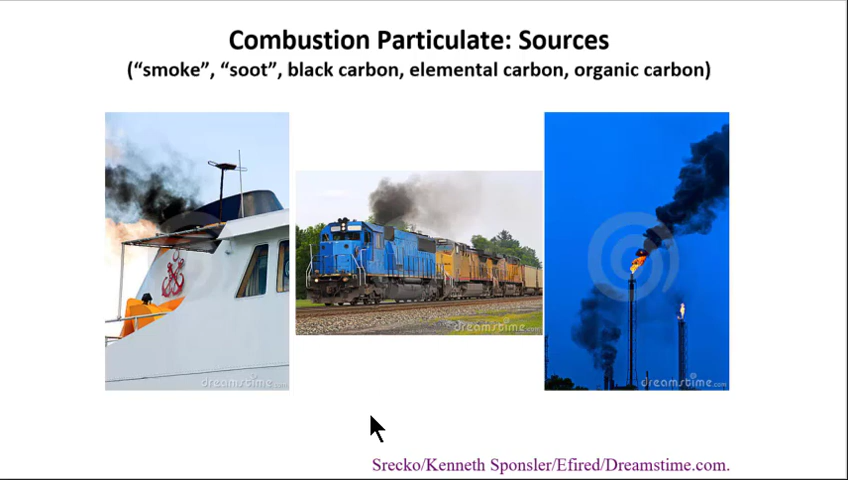 Combustion Particulate: Sources
(“smoke”, “soot”, black carbon, elemental carbon, organic carbon)
dreamstime.com
dreamstime.com
dreamstime.com
Srecko/Kenneth Sponsler/Efired/Dreamstime.com.